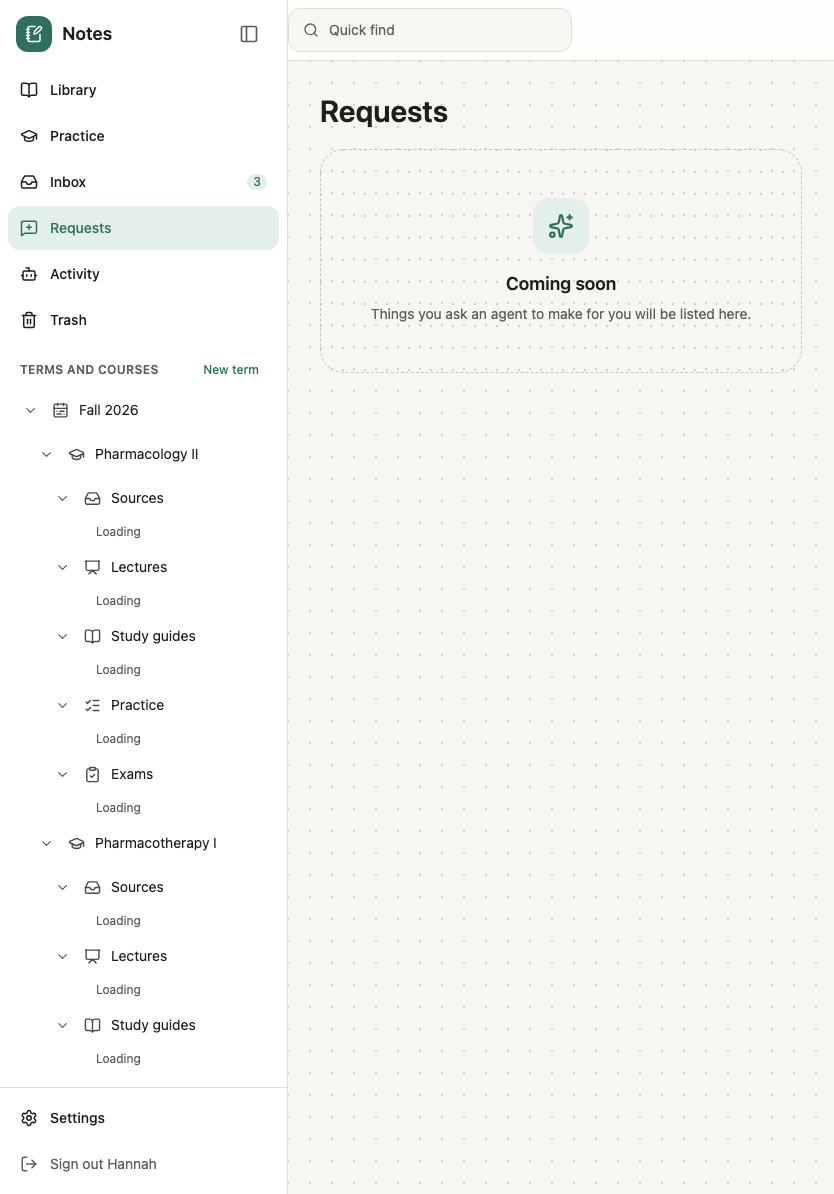 Notes
Quick find
Library
Practice
Inbox 3
Requests
Activity
Trash
TERMS AND COURSES New term
Fall 2026
Pharmacology II
Sources
Loading
Lectures
Loading
Study guides
Loading
Practice
Loading
Exams
Loading
Pharmacotherapy I
Sources
Loading
Lectures
Loading
Study guides
Loading
Settings
Sign out Hannah
Requests
Coming soon
Things you ask an agent to make for you will be listed here.